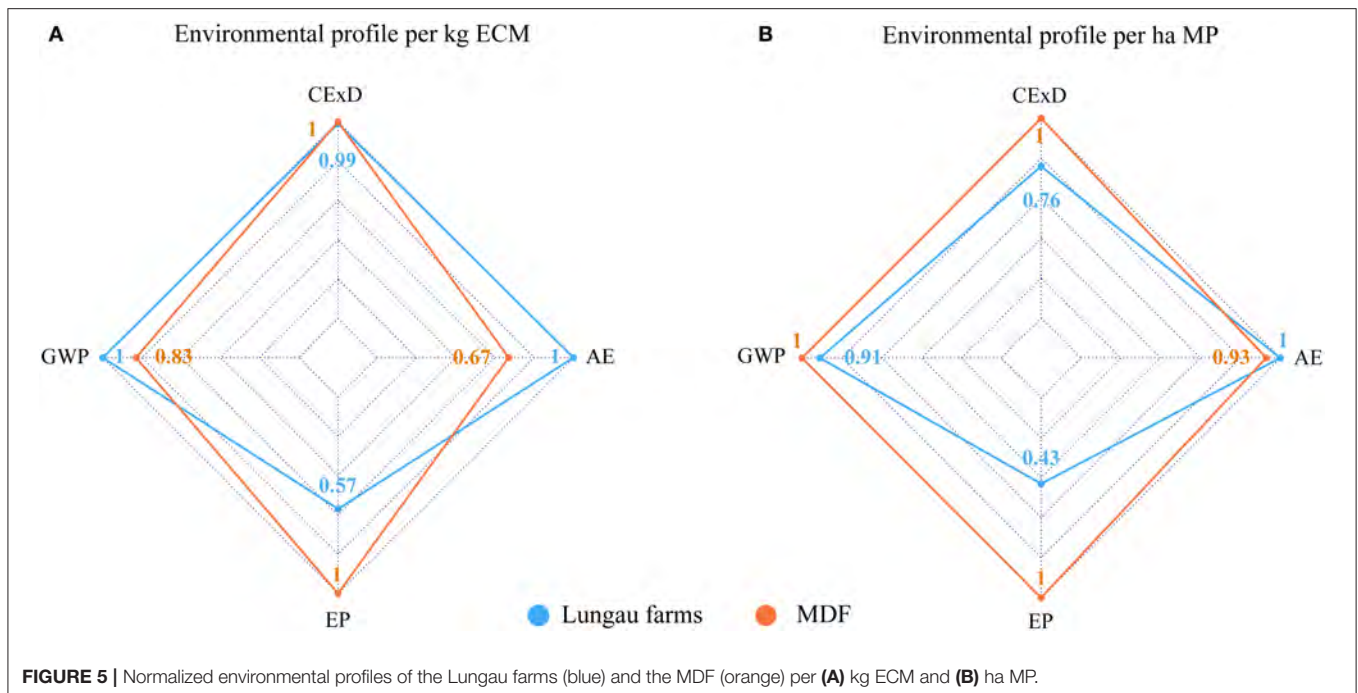 A Environmental profile per kg ECM
CExD
1
0.99
GWP 1 0.83 0.67 1 AE
0.57
1
EP
B Environmental profile per ha MP
CExD
1
0.76
1 1
GWP 0.91 0.93 AE
0.43
1
EP
Lungau farms MDF
FIGURE 5 | Normalized environmental profiles of the Lungau farms (blue) and the MDF (orange) per (A) kg ECM and (B) ha MP.